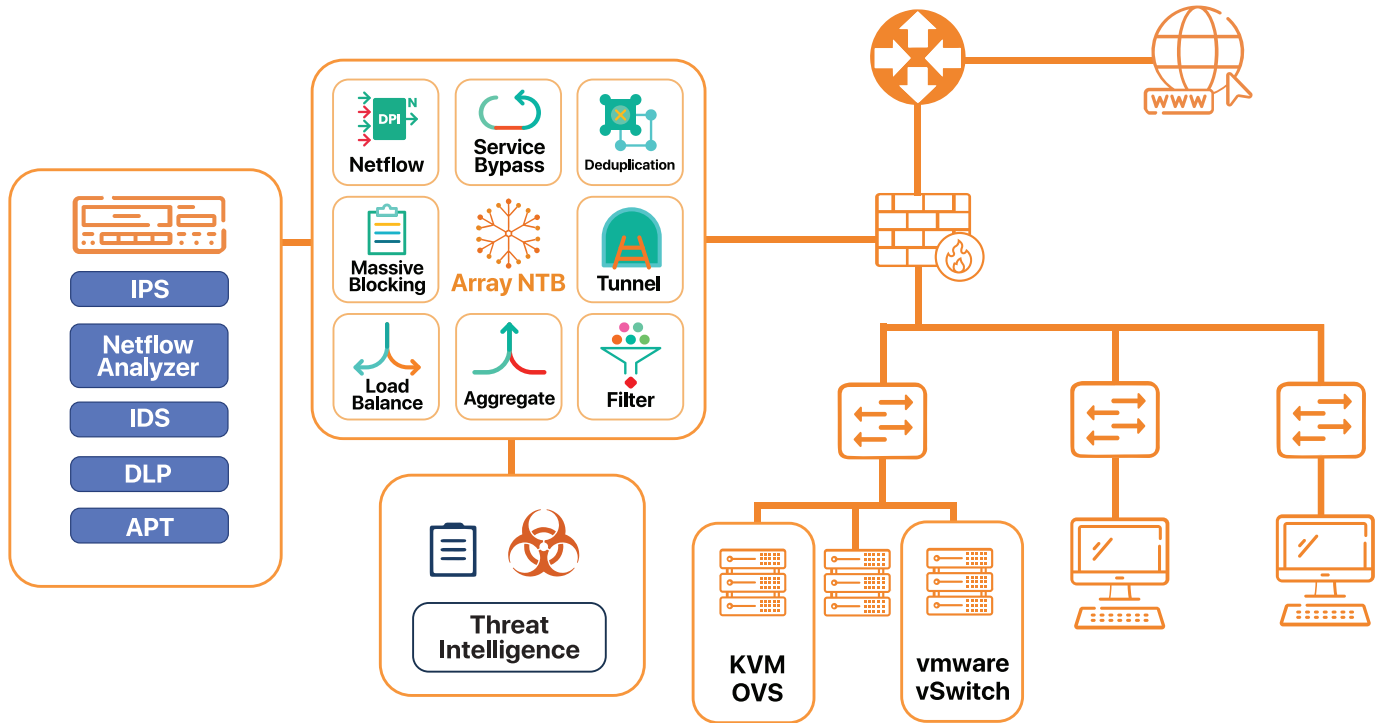 WWW
DPI
N
Netflow
Service
Bypass
Deduplication
Massive
Blocking
Array NTB
Tunnel
Load
Balance
Aggregate
Filter
IPS
Netflow
Analyzer
IDS
DLP
APT
Threat
Intelligence
KVM
OVS
vmware
vSwitch